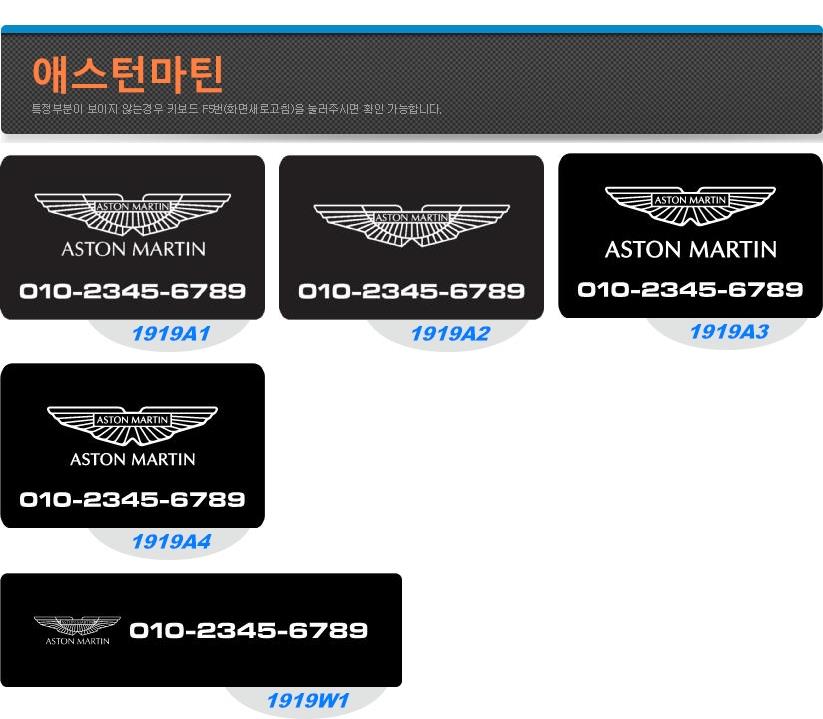 애스턴마틴
특정부분이 보이지 않는경우 키보드 F5번(화면새로고침)을 눌러주시면 확인 가능합니다.
ASTON MARTIN
ASTON MARTIN
010-2345-6789
1919A1
ASTON MARTIN
010-2345-6789
1919A2
ASTON MARTIN
ASTON MARTIN
010-2345-6789
1919A3
ASTON MARTIN
ASTON MARTIN
010-2345-6789
1919A4
ASTON MARTIN
010-2345-6789
1919W1